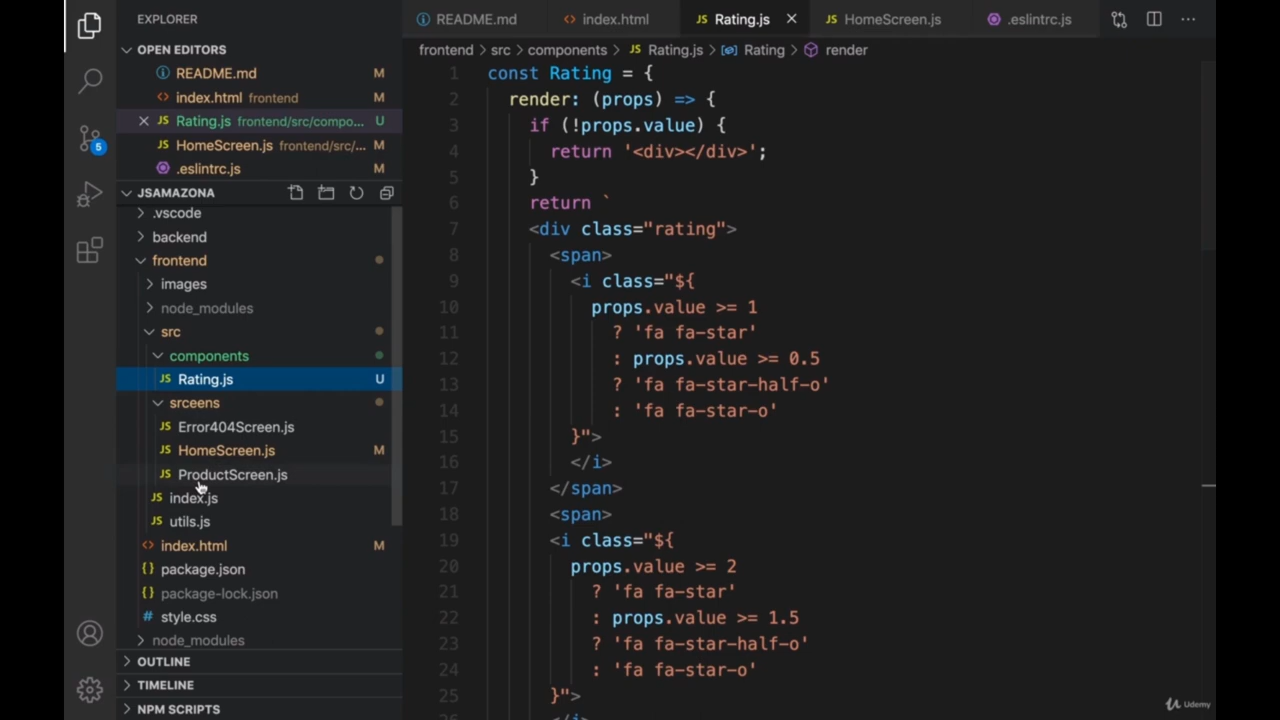 EXPLORER
OPEN EDITORS
README.md M
index.html frontend M
Rating.js frontend/src/compo... U
HomeScreen.js frontend/src/... M
.eslintrc.js M
JSAMAZONA
.vscode
backend
frontend
images
node_modules
src
components
Rating.js U
srceens
Error404Screen.js
HomeScreen.js M
ProductScreen.js
index.js
utils.js
index.html M
package.json
package-lock.json
style.css
node_modules
OUTLINE
TIMELINE
NPM SCRIPTS
5
README.md index.html Rating.js HomeScreen.js .eslintrc.js
frontend > src > components > JS Rating.js > Rating > render
1 const Rating = {
2 render: (props) => {
3 if (!props.value) {
4 return '<div></div>';
5 }
6 return `
7 <div class="rating">
8 <span>
9 <i class="${
10 props.value >= 1
11 ? 'fa fa-star'
12 : props.value >= 0.5
13 ? 'fa fa-star-half-o'
14 : 'fa fa-star-o'
15 }">
16 </i>
17 </span>
18 <span>
19 <i class="${
20 props.value >= 2
21 ? 'fa fa-star'
22 : props.value >= 1.5
23 ? 'fa fa-star-half-o'
24 : 'fa fa-star-o'
25 }">
26 </i>
Udemy